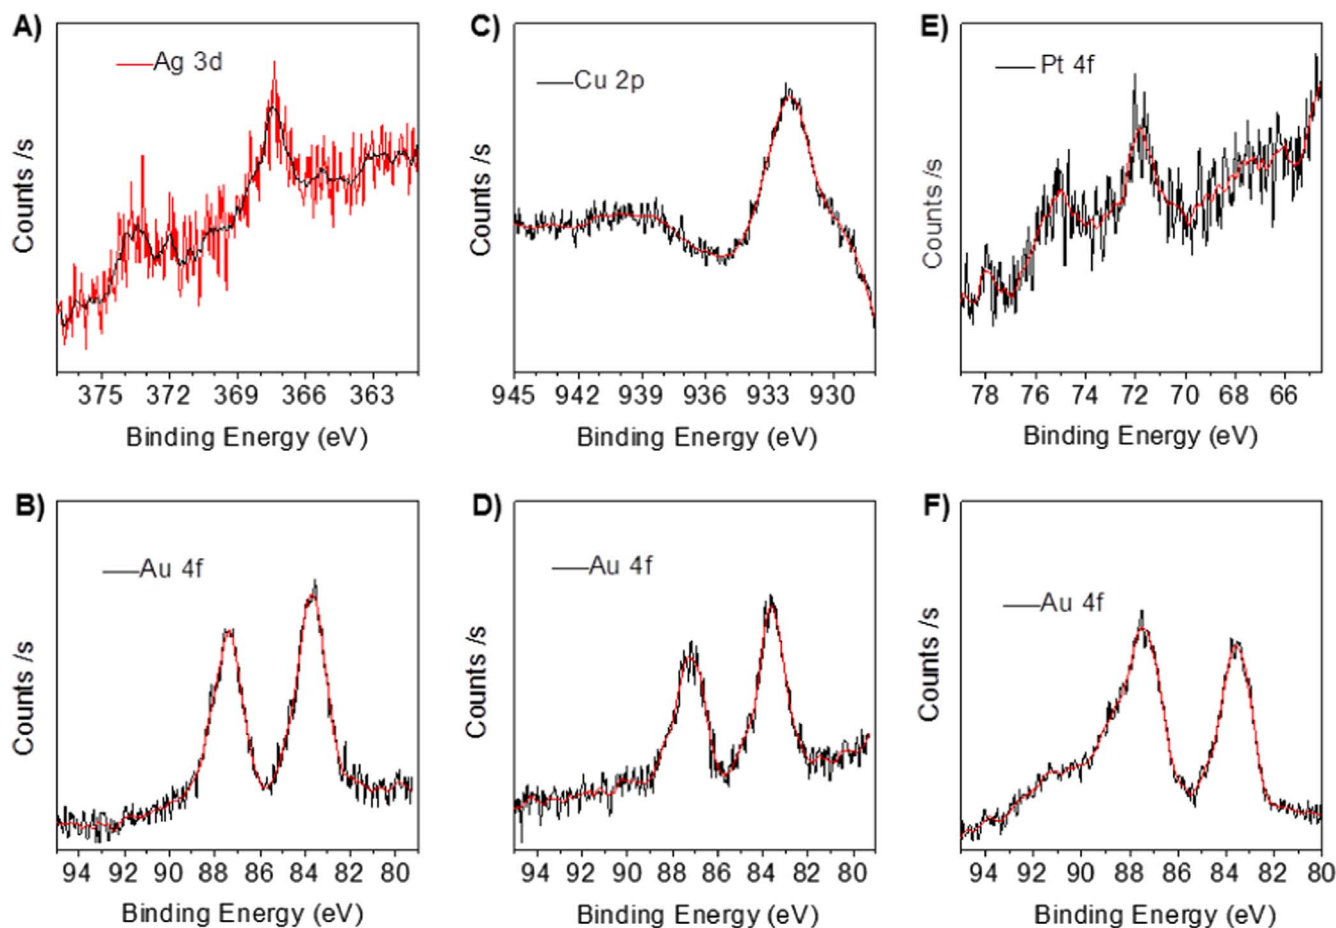 A)
Ag 3d
Counts /s
375 372 369 366 363
Binding Energy (eV)
C)
Cu 2p
Counts /s
945 942 939 936 933 930
Binding Energy (eV)
E)
Pt 4f
Counts /s
78 76 74 72 70 68 66
Binding Energy (eV)
B)
Au 4f
Counts /s
94 92 90 88 86 84 82 80
Binding Energy (eV)
D)
Au 4f
Counts /s
94 92 90 88 86 84 82 80
Binding Energy (eV)
F)
Au 4f
Counts /s
94 92 90 88 86 84 82 80
Binding Energy (eV)